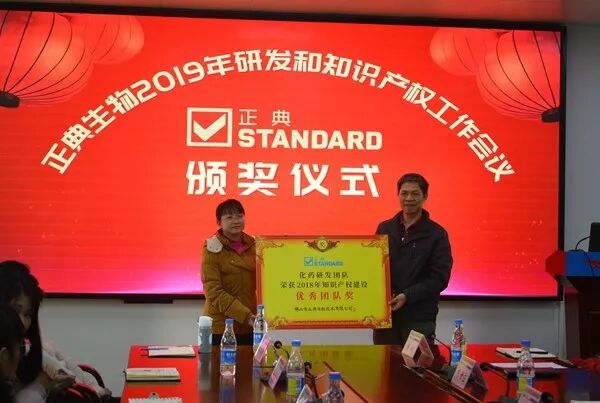 正典生物2019年研发和知识产权工作会议
正典
STANDARD
颁奖仪式
正典
STANDARD
化药研发团队
荣获2018年知识产权建设
优秀团队奖